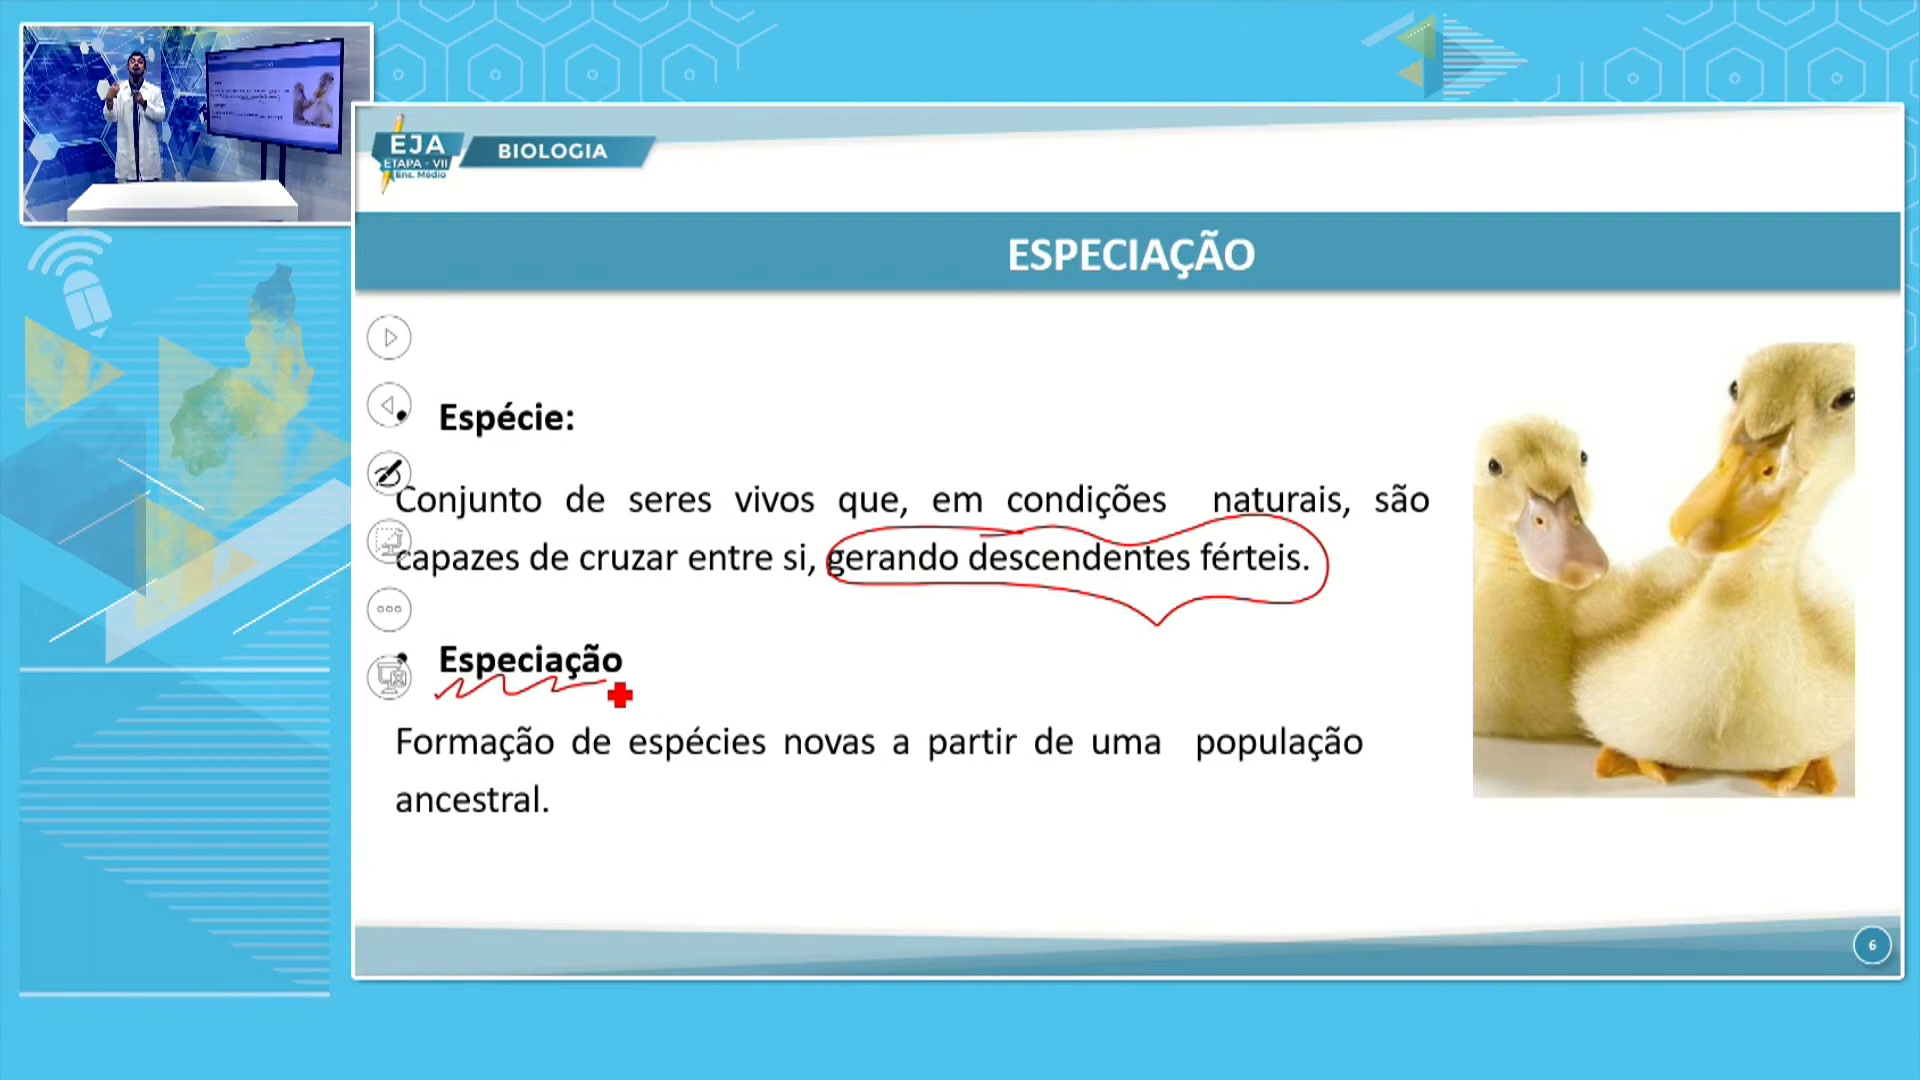 EJA
ETAPA - VII
Ens. Médio
BIOLOGIA
ESPECIAÇÃO
• Espécie:
Conjunto de seres vivos que, em condições naturais, são
capazes de cruzar entre si, gerando descendentes férteis.
• Especiação
Formação de espécies novas a partir de uma população
ancestral.
6